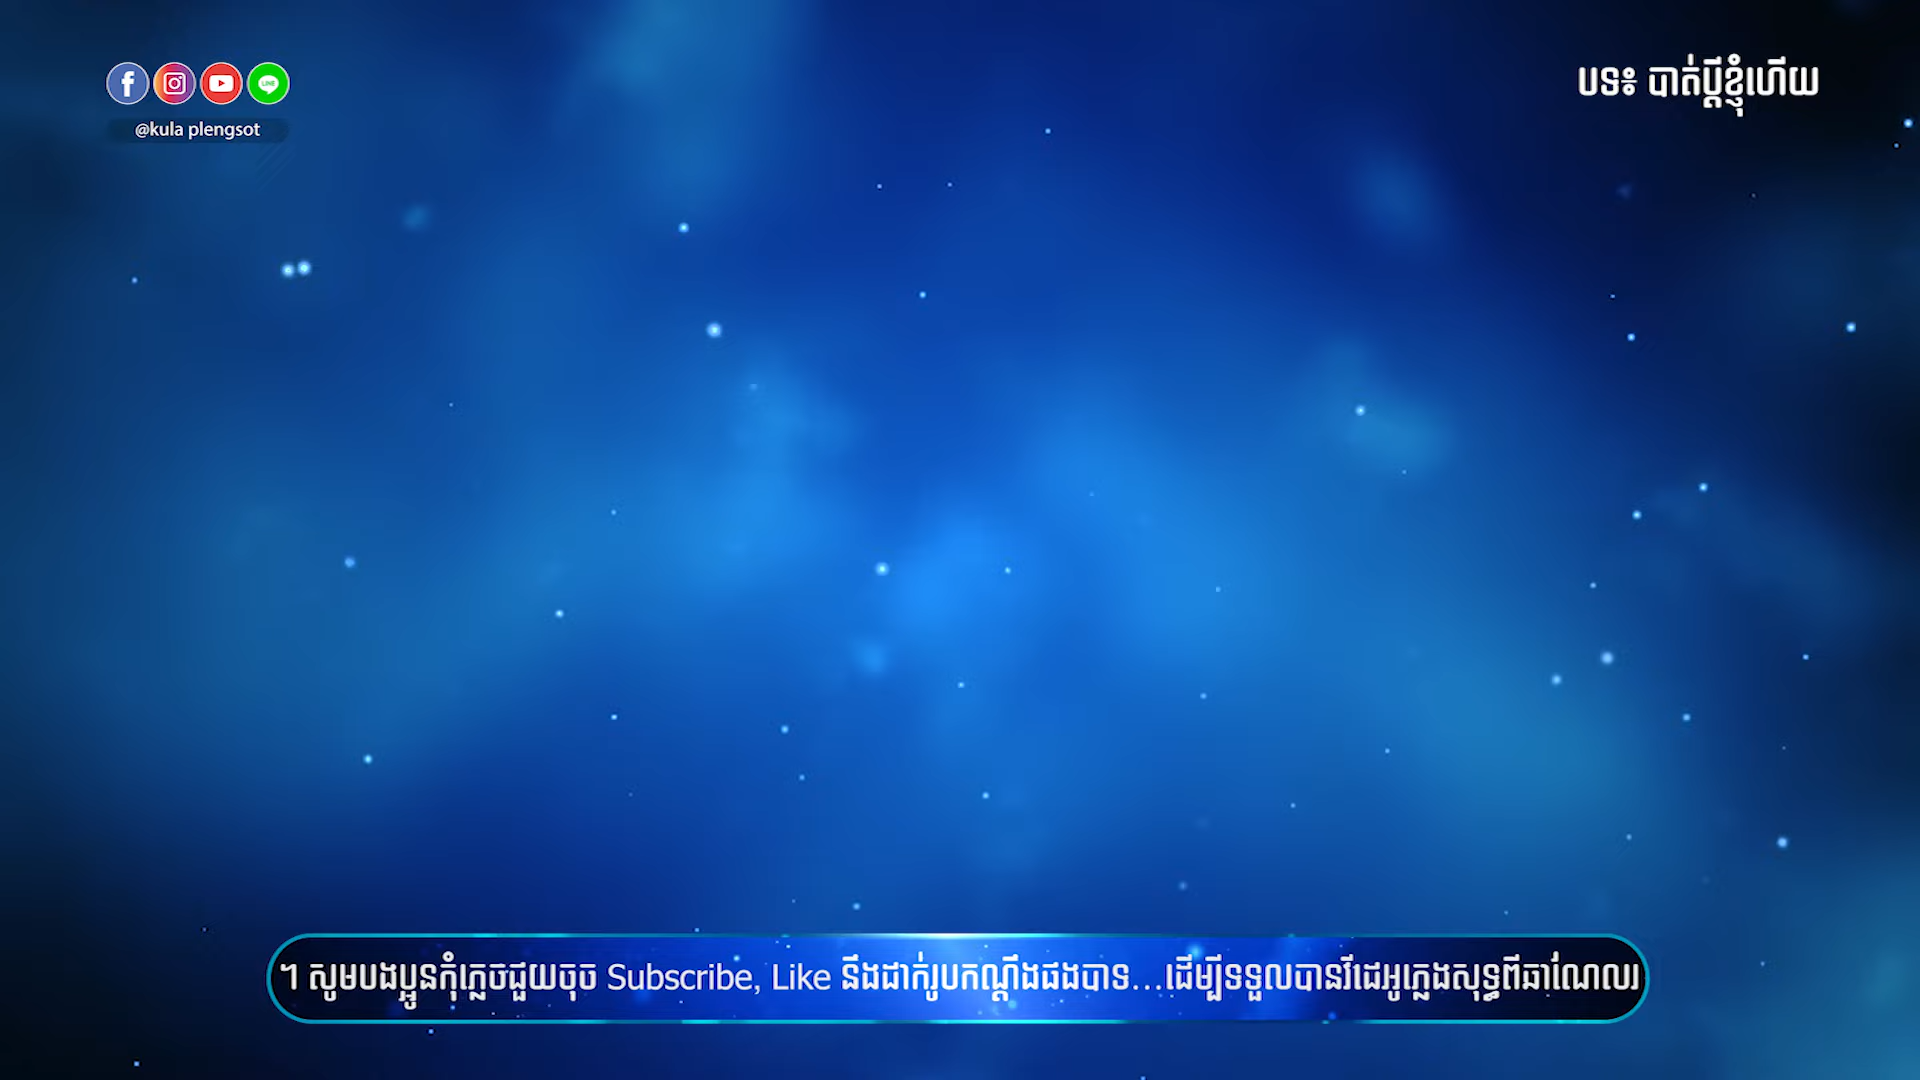 @kula plengsot
បទ៖ បាត់ប្ដីខ្ញុំហើយ
ៗ សូមបងប្អូនកុំភ្លេចជួយចុច Subscribe, Like នឹងដាក់រូបកណ្ដឹងផងបាទ...ដើម្បីទទួលបានវីដេអូភ្លេងសុទ្ធពីឆាណែល